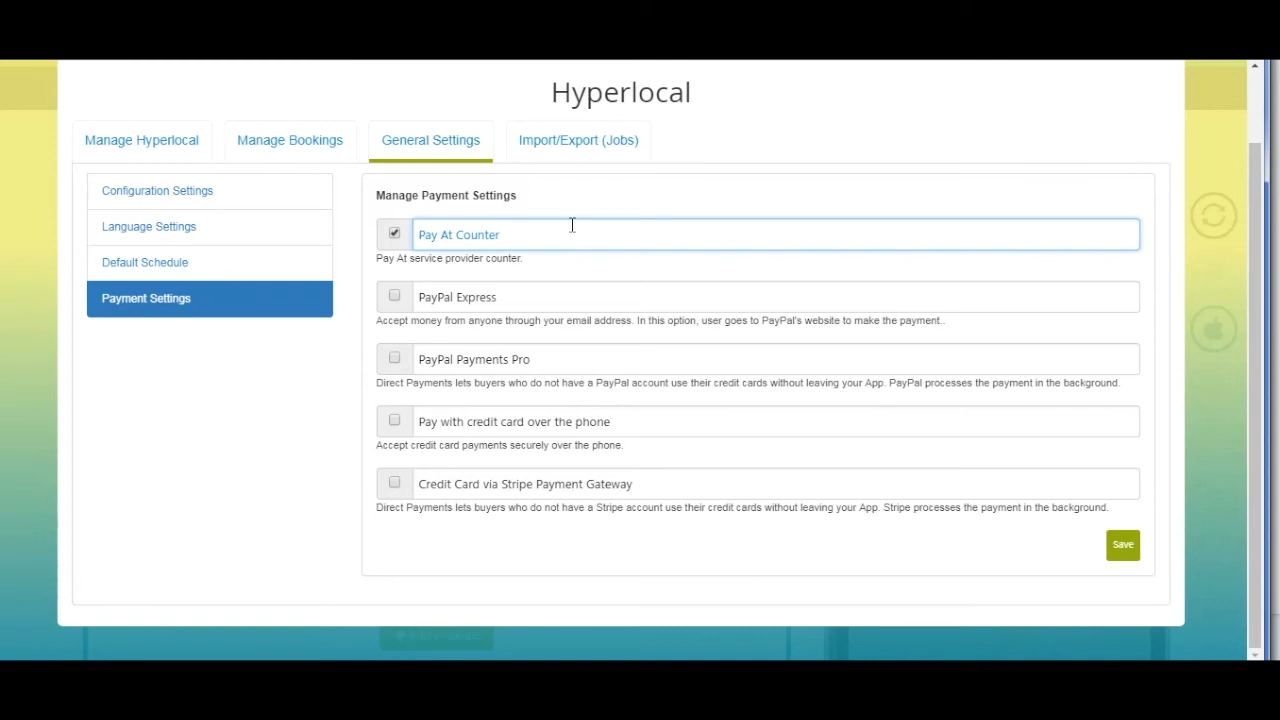 Hyperlocal
Manage Hyperlocal
Manage Bookings
General Settings
Import/Export (Jobs)
Configuration Settings
Language Settings
Default Schedule
Payment Settings
Manage Payment Settings
Pay At Counter
Pay At service provider counter.
PayPal Express
Accept money from anyone through your email address. In this option, user goes to PayPal's website to make the payment..
PayPal Payments Pro
Direct Payments lets buyers who do not have a PayPal account use their credit cards without leaving your App. PayPal processes the payment in the background.
Pay with credit card over the phone
Accept credit card payments securely over the phone.
Credit Card via Stripe Payment Gateway
Direct Payments lets buyers who do not have a Stripe account use their credit cards without leaving your App. Stripe processes the payment in the background.
Save